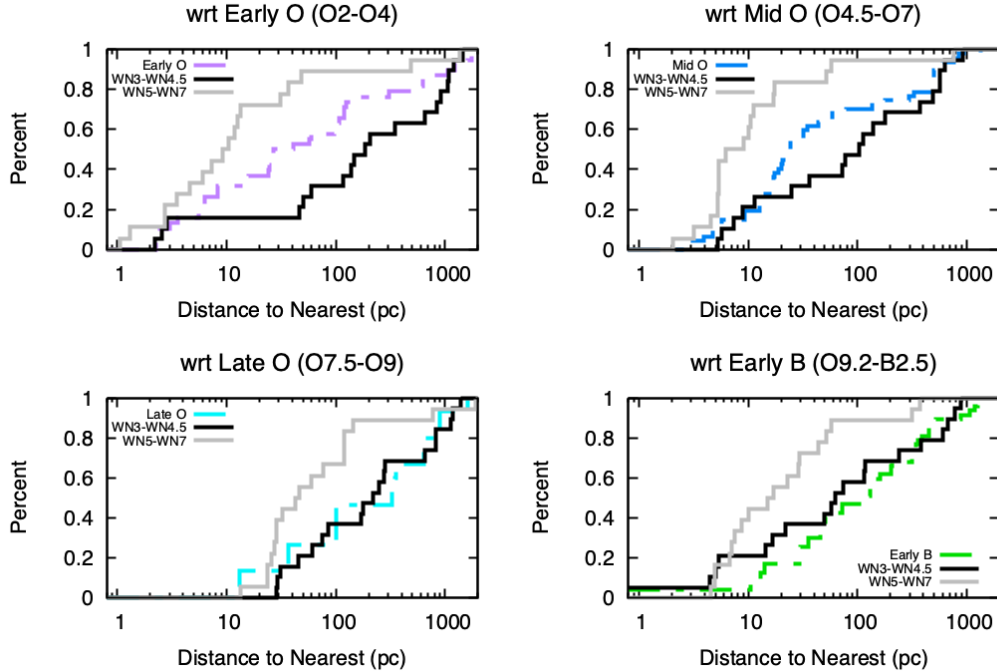 wrt Early O (O2-O4)
Percent
1
0.8
0.6
0.4
0.2
0
Early O
WN3-WN4.5
WN5-WN7
1 10 100 1000
Distance to Nearest (pc)
wrt Mid O (O4.5-O7)
Percent
1
0.8
0.6
0.4
0.2
0
Mid O
WN3-WN4.5
WN5-WN7
1 10 100 1000
Distance to Nearest (pc)
wrt Late O (O7.5-O9)
Percent
1
0.8
0.6
0.4
0.2
0
Late O
WN3-WN4.5
WN5-WN7
1 10 100 1000
Distance to Nearest (pc)
wrt Early B (O9.2-B2.5)
Percent
1
0.8
0.6
0.4
0.2
0
Early B
WN3-WN4.5
WN5-WN7
1 10 100 1000
Distance to Nearest (pc)